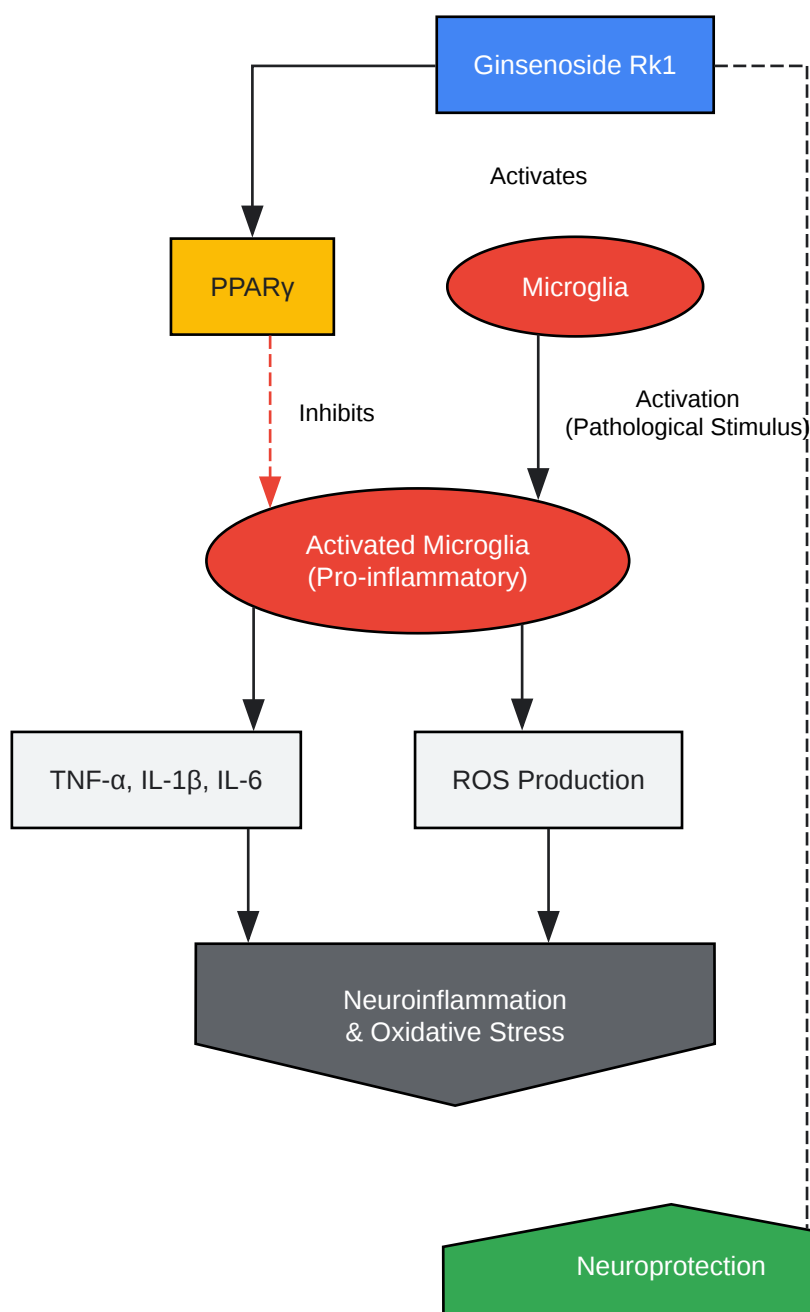 Ginsenoside Rk1
Activates
PPARγ
Microglia
Inhibits
Activation
(Pathological Stimulus)
Activated Microglia
(Pro-inflammatory)
TNF-α, IL-1β, IL-6
ROS Production
Neuroinflammation
& Oxidative Stress
Neuroprotection